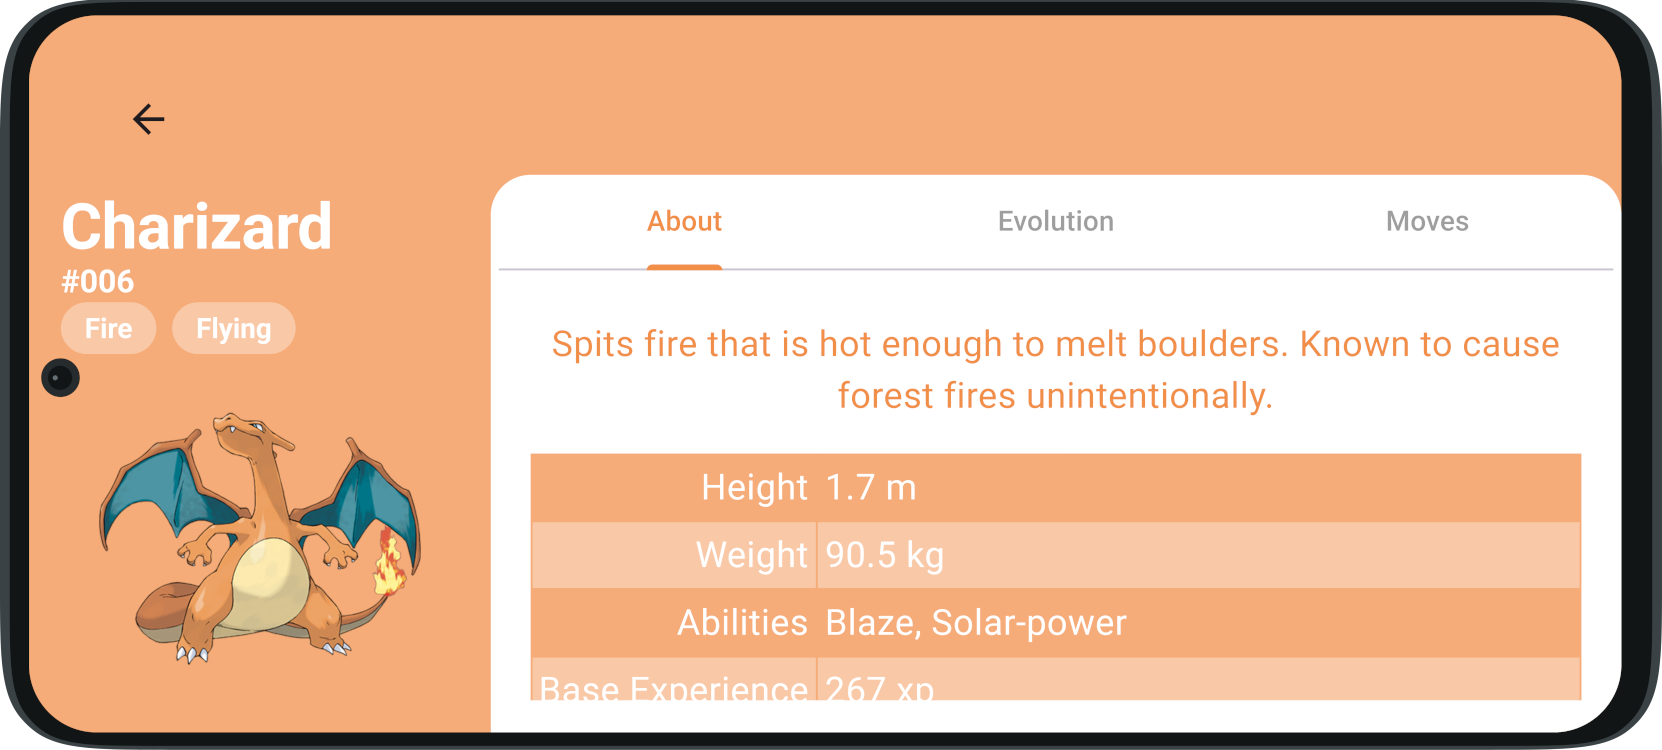 Charizard
#006
Fire Flying
About Evolution Moves
Spits fire that is hot enough to melt boulders. Known to cause
forest fires unintentionally.
Height 1.7 m
Weight 90.5 kg
Abilities Blaze, Solar-power
Base Experience 267 xp